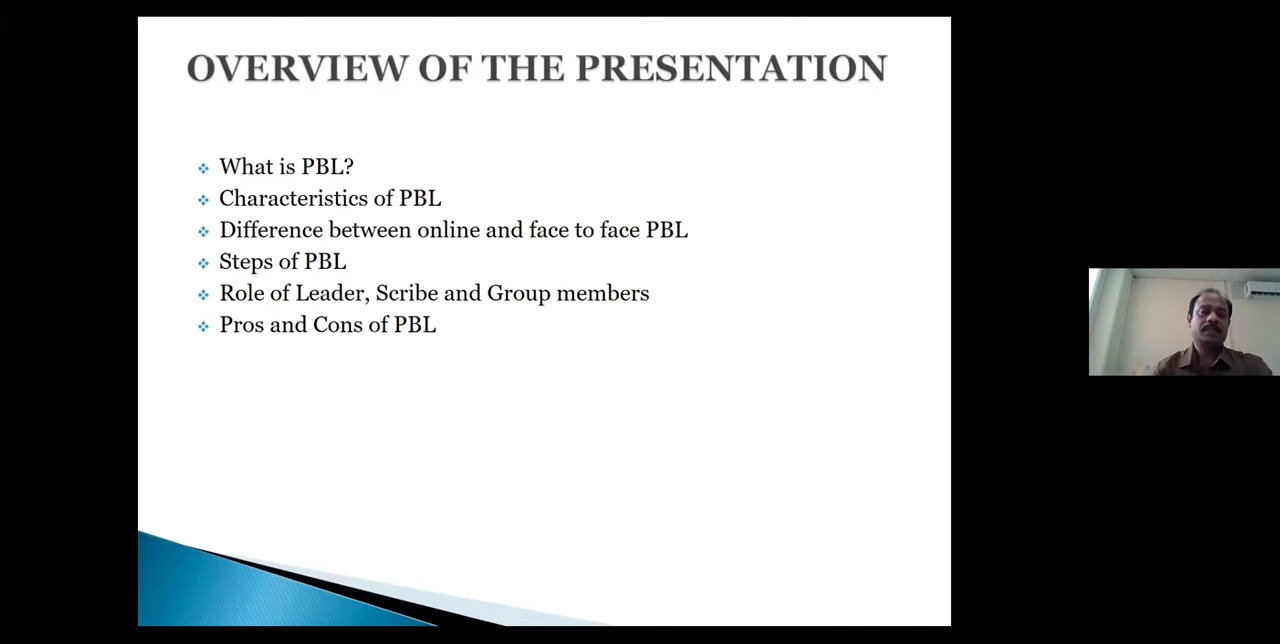 OVERVIEW OF THE PRESENTATION
What is PBL?
Characteristics of PBL
Difference between online and face to face PBL
Steps of PBL
Role of Leader, Scribe and Group members
Pros and Cons of PBL